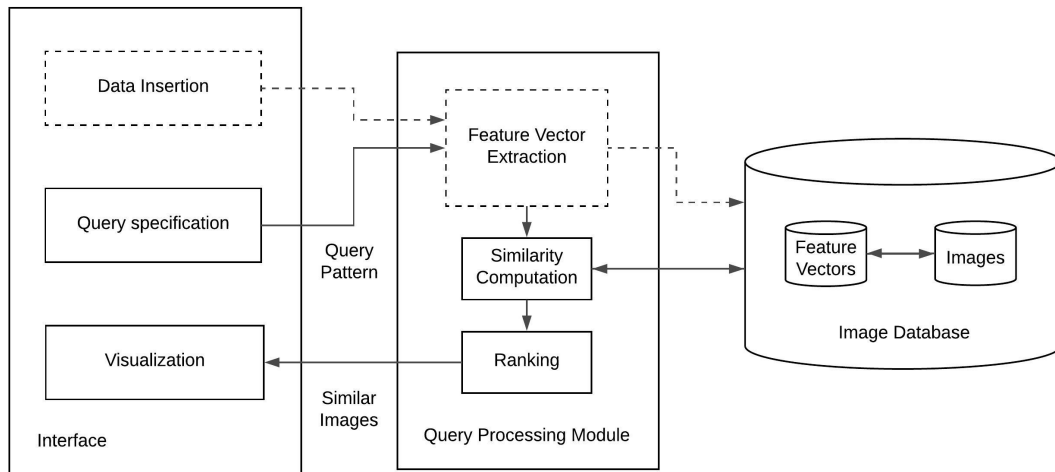 Data Insertion
Query specification
Visualization
Interface
Query
Pattern
Similar
Images
Feature Vector
Extraction
Similarity
Computation
Ranking
Query Processing Module
Feature
Vectors
Images
Image Database